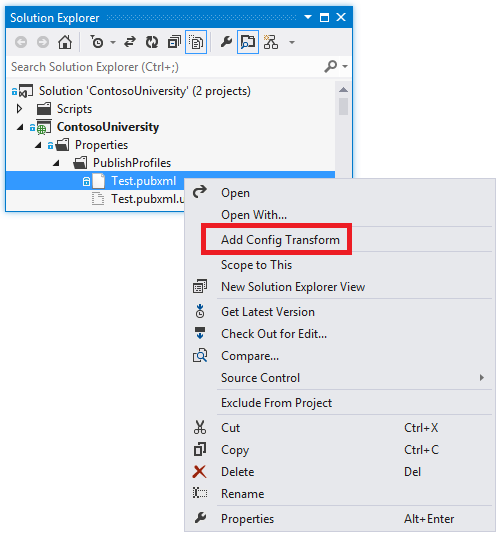 Solution Explorer
Search Solution Explorer (Ctrl+;)
Solution 'ContosoUniversity' (2 projects)
Scripts
ContosoUniversity
Properties
PublishProfiles
Test.pubxml
Test.pubxml.u
Open
Open With...
Add Config Transform
Scope to This
New Solution Explorer View
Get Latest Version
Check Out for Edit...
Compare...
Source Control
Exclude From Project
Cut Ctrl+X
Copy Ctrl+C
Delete Del
Rename
Properties Alt+Enter